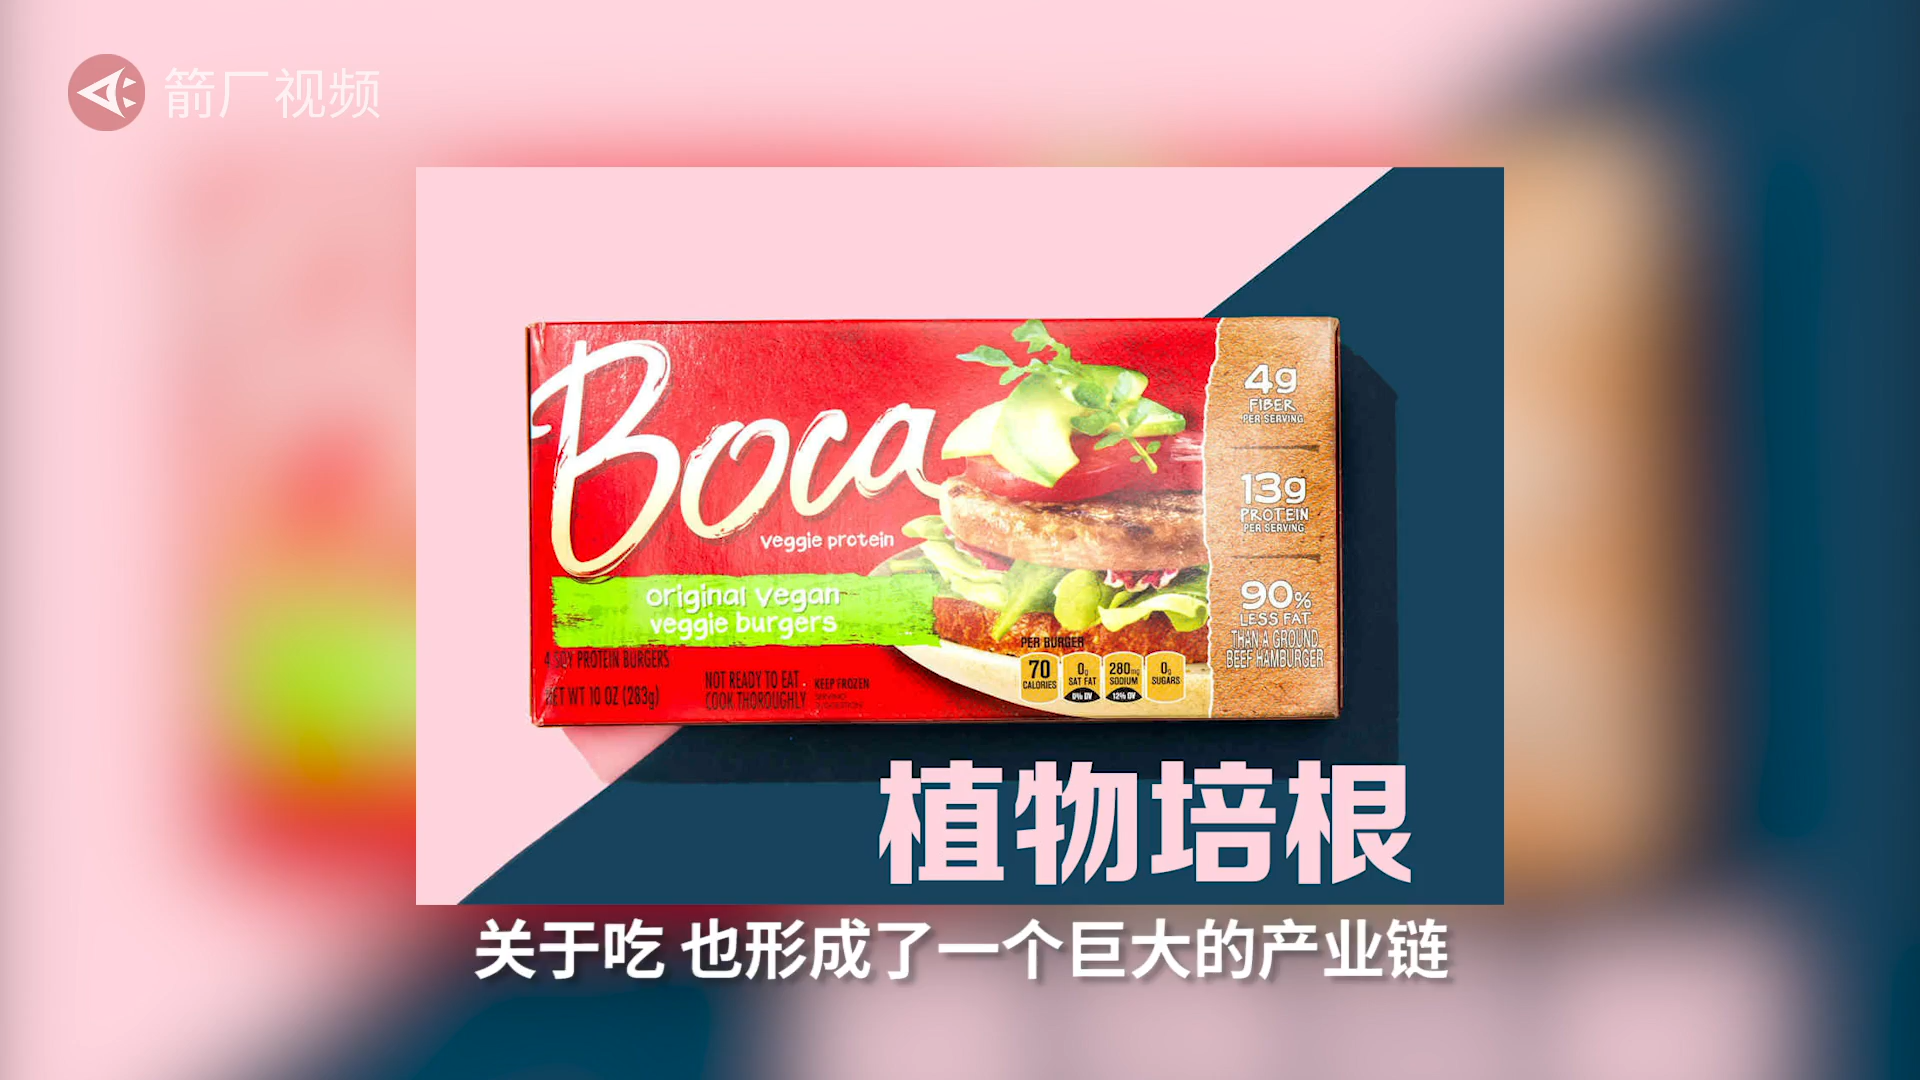 箭厂视频
Boca
veggie protein
original vegan
veggie burgers
4 SOY PROTEIN BURGERS
NET WT 10 OZ (283g)
NOT READY TO EAT
COOK THOROUGHLY
KEEP FROZEN
PER BURGER
70 CALORIES
0g SAT FAT 0% DV
280mg SODIUM 12% DV
0g SUGARS
4g
FIBER
PER SERVING
13g
PROTEIN
PER SERVING
90%
LESS FAT
THAN A GROUND
BEEF HAMBURGER
植物培根
关于吃 也形成了一个巨大的产业链